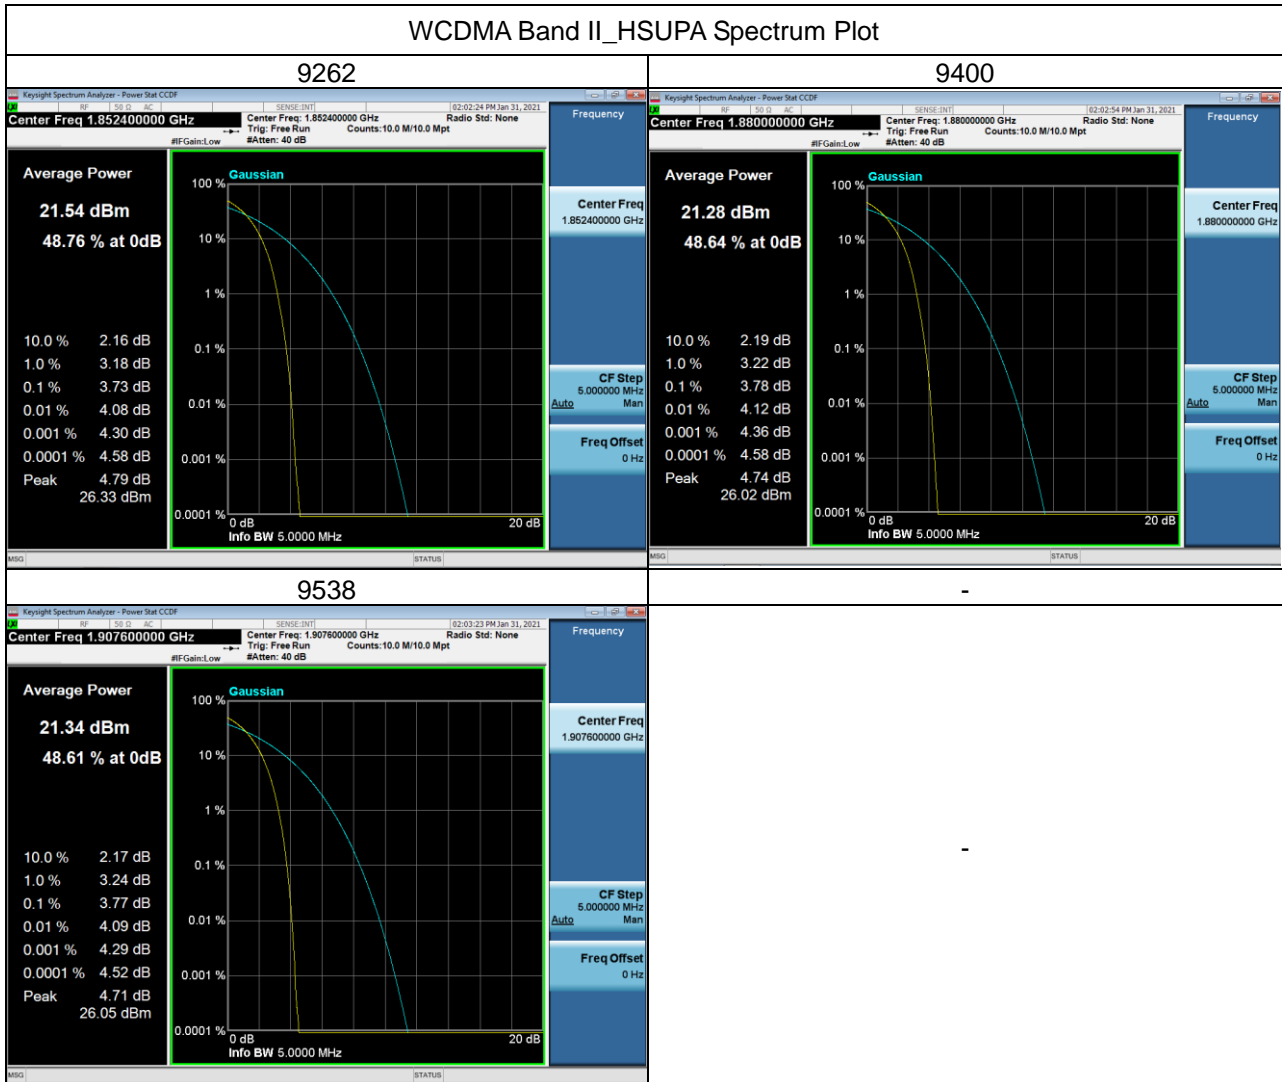 WCDMA Band II_HSUPA Spectrum Plot
9262
Keysight Spectrum Analyzer - Power Stat CCDF
RF 50 Ω AC SENSE:INT 02:02:24 PM Jan 31, 2021
Center Freq 1.852400000 GHz
Center Freq: 1.852400000 GHz Radio Std: None
Trig: Free Run Counts:10.0 M/10.0 Mpt
#IFGain:Low #Atten: 40 dB
Average Power
21.54 dBm
48.76 % at 0dB
10.0 % 2.16 dB
1.0 % 3.18 dB
0.1 % 3.73 dB
0.01 % 4.08 dB
0.001 % 4.30 dB
0.0001 % 4.58 dB
Peak 4.79 dB
26.33 dBm
Gaussian
100 %
10 %
1 %
0.1 %
0.01 %
0.001 %
0.0001 %
0 dB 20 dB
Info BW 5.0000 MHz
Frequency
Center Freq
1.852400000 GHz
CF Step
5.000000 MHz
Auto Man
Freq Offset
0 Hz
MSG STATUS
9400
Keysight Spectrum Analyzer - Power Stat CCDF
RF 50 Ω AC SENSE:INT 02:02:54 PM Jan 31, 2021
Center Freq 1.880000000 GHz
Center Freq: 1.880000000 GHz Radio Std: None
Trig: Free Run Counts:10.0 M/10.0 Mpt
#IFGain:Low #Atten: 40 dB
Average Power
21.28 dBm
48.64 % at 0dB
10.0 % 2.19 dB
1.0 % 3.22 dB
0.1 % 3.78 dB
0.01 % 4.12 dB
0.001 % 4.36 dB
0.0001 % 4.58 dB
Peak 4.74 dB
26.02 dBm
Gaussian
100 %
10 %
1 %
0.1 %
0.01 %
0.001 %
0.0001 %
0 dB 20 dB
Info BW 5.0000 MHz
Frequency
Center Freq
1.880000000 GHz
CF Step
5.000000 MHz
Auto Man
Freq Offset
0 Hz
MSG STATUS
9538
Keysight Spectrum Analyzer - Power Stat CCDF
RF 50 Ω AC SENSE:INT 02:03:23 PM Jan 31, 2021
Center Freq 1.907600000 GHz
Center Freq: 1.907600000 GHz Radio Std: None
Trig: Free Run Counts:10.0 M/10.0 Mpt
#IFGain:Low #Atten: 40 dB
Average Power
21.34 dBm
48.61 % at 0dB
10.0 % 2.17 dB
1.0 % 3.24 dB
0.1 % 3.77 dB
0.01 % 4.09 dB
0.001 % 4.29 dB
0.0001 % 4.52 dB
Peak 4.71 dB
26.05 dBm
Gaussian
100 %
10 %
1 %
0.1 %
0.01 %
0.001 %
0.0001 %
0 dB 20 dB
Info BW 5.0000 MHz
Frequency
Center Freq
1.907600000 GHz
CF Step
5.000000 MHz
Auto Man
Freq Offset
0 Hz
MSG STATUS
-
-